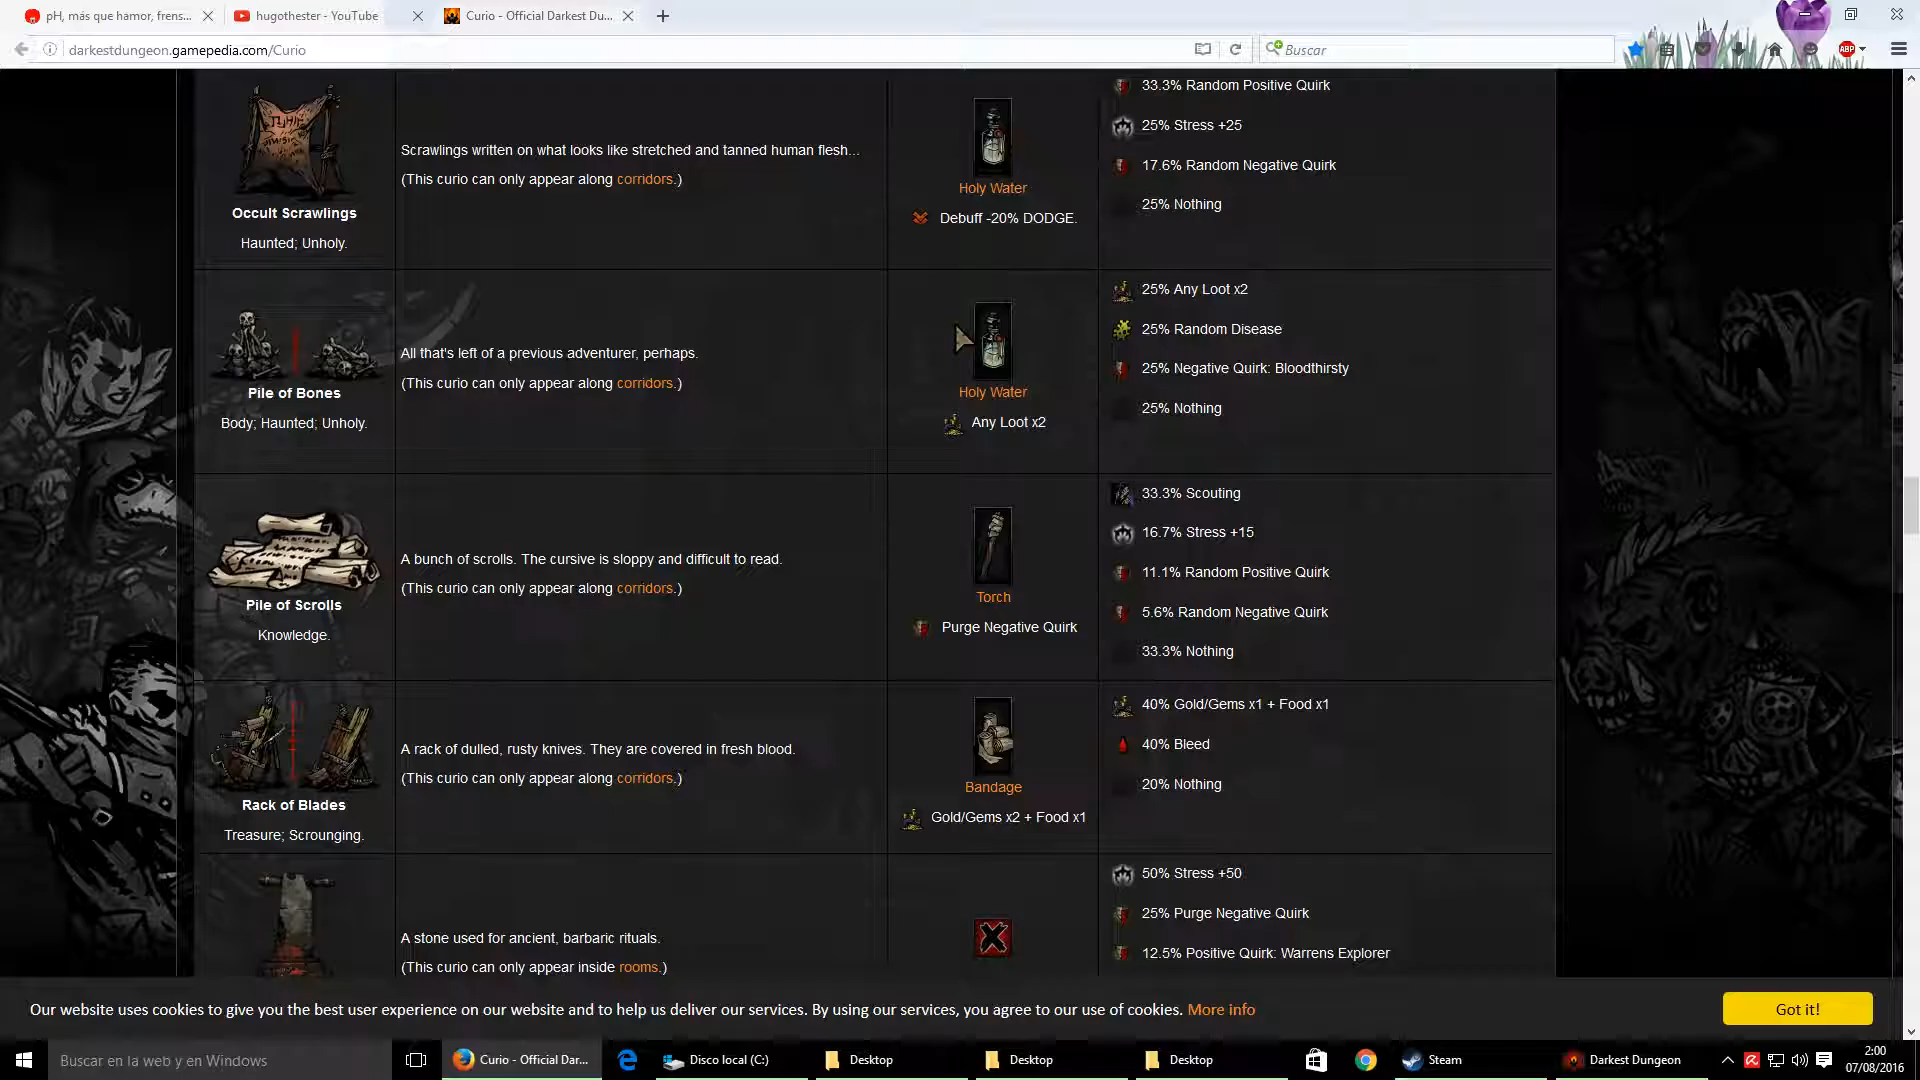 pH, más que hamor, frens...
hugothester - YouTube
Curio - Official Darkest Du...
darkestdungeon.gamepedia.com/Curio
Buscar
ABP
Occult Scrawlings
Haunted; Unholy.
Scrawlings written on what looks like stretched and tanned human flesh...
(This curio can only appear along corridors.)
Holy Water
Debuff -20% DODGE.
33.3% Random Positive Quirk
25% Stress +25
17.6% Random Negative Quirk
25% Nothing
Pile of Bones
Body; Haunted; Unholy.
All that's left of a previous adventurer, perhaps.
(This curio can only appear along corridors.)
Holy Water
Any Loot x2
25% Any Loot x2
25% Random Disease
25% Negative Quirk: Bloodthirsty
25% Nothing
Pile of Scrolls
Knowledge.
A bunch of scrolls. The cursive is sloppy and difficult to read.
(This curio can only appear along corridors.)
Torch
Purge Negative Quirk
33.3% Scouting
16.7% Stress +15
11.1% Random Positive Quirk
5.6% Random Negative Quirk
33.3% Nothing
Rack of Blades
Treasure; Scrounging.
A rack of dulled, rusty knives. They are covered in fresh blood.
(This curio can only appear along corridors.)
Bandage
Gold/Gems x2 + Food x1
40% Gold/Gems x1 + Food x1
40% Bleed
20% Nothing
A stone used for ancient, barbaric rituals.
(This curio can only appear inside rooms.)
50% Stress +50
25% Purge Negative Quirk
12.5% Positive Quirk: Warrens Explorer
Our website uses cookies to give you the best user experience on our website and to help us deliver our services. By using our services, you agree to our use of cookies. More info
Got it!
Buscar en la web y en Windows
Curio - Official Dar...
Disco local (C:)
Desktop
Desktop
Desktop
Steam
Darkest Dungeon
2:00
07/08/2016